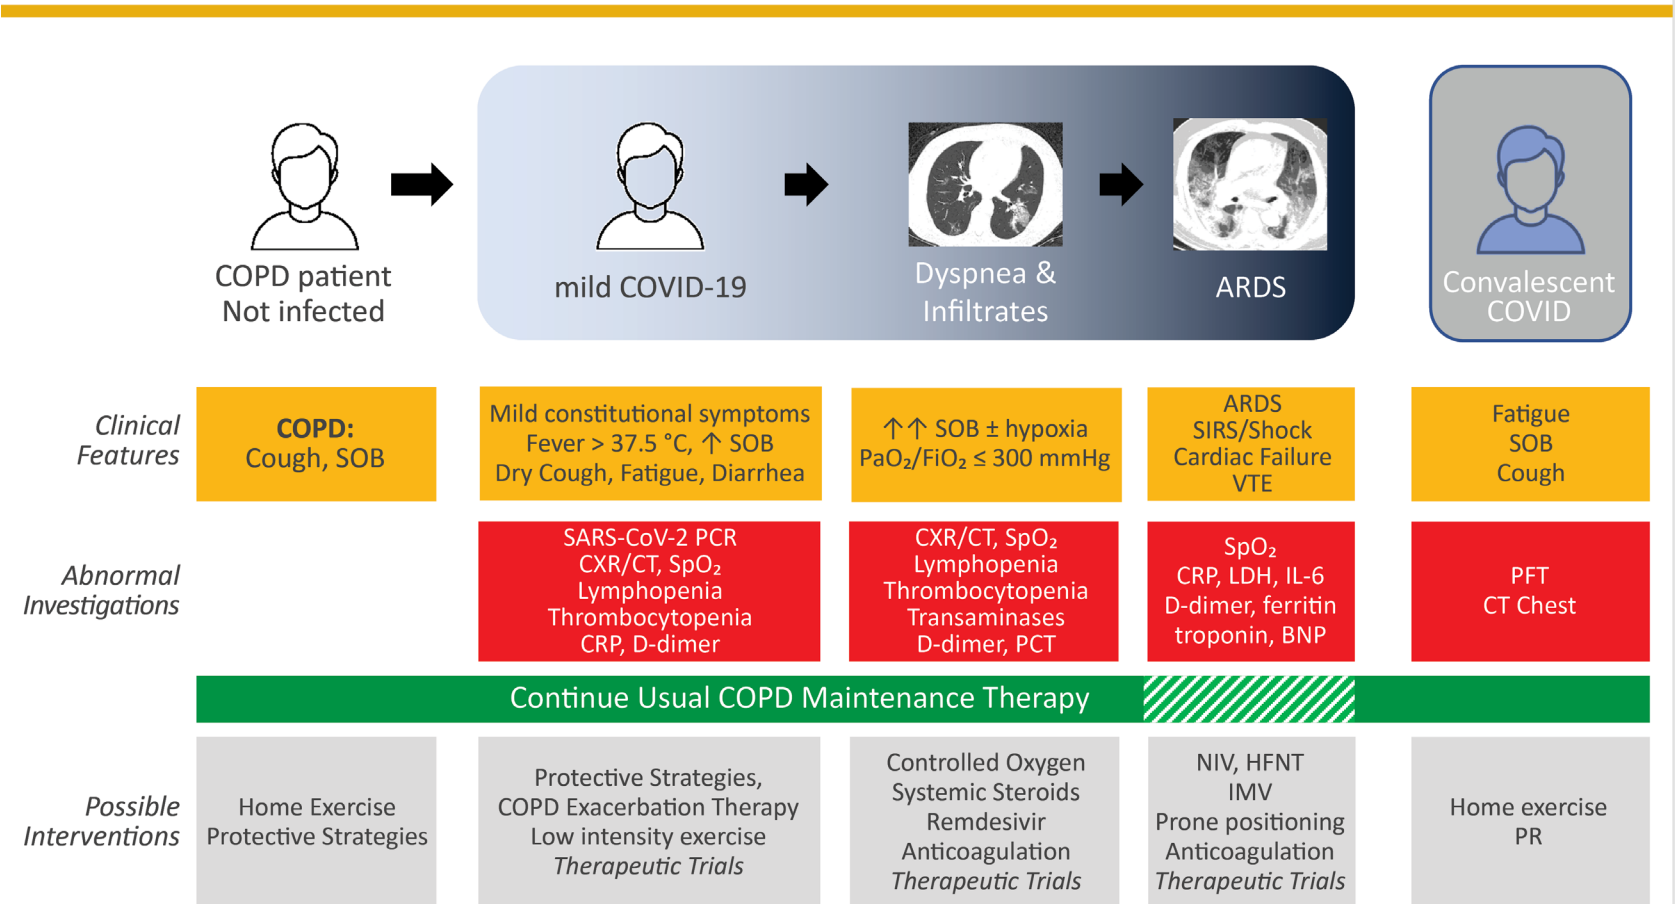 COPD patient
Not infected
mild COVID-19
Dyspnea &
Infiltrates
ARDS
Convalescent
COVID
Clinical
Features
COPD:
Cough, SOB
Mild constitutional symptoms
Fever > 37.5 °C, ↑ SOB
Dry Cough, Fatigue, Diarrhea
↑↑ SOB ± hypoxia
PaO₂/FiO₂ ≤ 300 mmHg
ARDS
SIRS/Shock
Cardiac Failure
VTE
Fatigue
SOB
Cough
Abnormal
Investigations
SARS-CoV-2 PCR
CXR/CT, SpO₂
Lymphopenia
Thrombocytopenia
CRP, D-dimer
CXR/CT, SpO₂
Lymphopenia
Thrombocytopenia
Transaminases
D-dimer, PCT
SpO₂
CRP, LDH, IL-6
D-dimer, ferritin
troponin, BNP
PFT
CT Chest
Continue Usual COPD Maintenance Therapy
Possible
Interventions
Home Exercise
Protective Strategies
Protective Strategies,
COPD Exacerbation Therapy
Low intensity exercise
Therapeutic Trials
Controlled Oxygen
Systemic Steroids
Remdesivir
Anticoagulation
Therapeutic Trials
NIV, HFNT
IMV
Prone positioning
Anticoagulation
Therapeutic Trials
Home exercise
PR